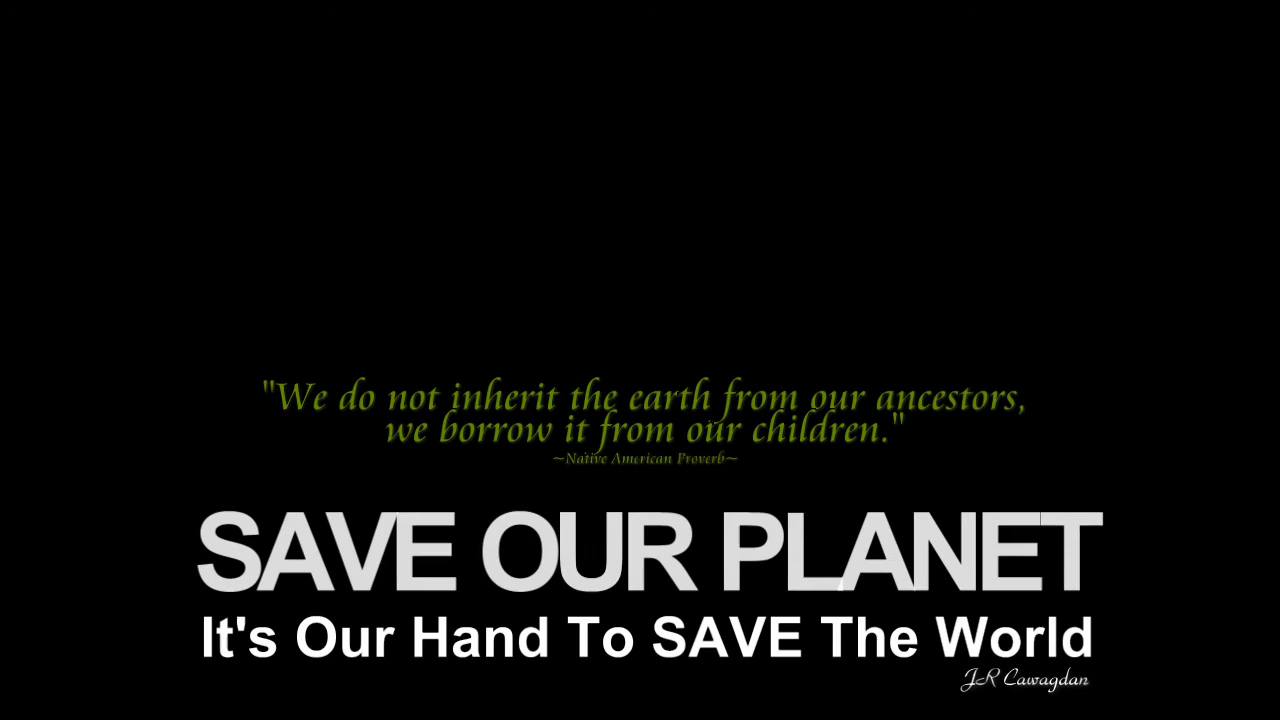 "We do not inherit the earth from our ancestors,
we borrow it from our children."
~Native American Proverb~
SAVE OUR PLANET
It's Our Hand To SAVE The World
J-R Cawagdan